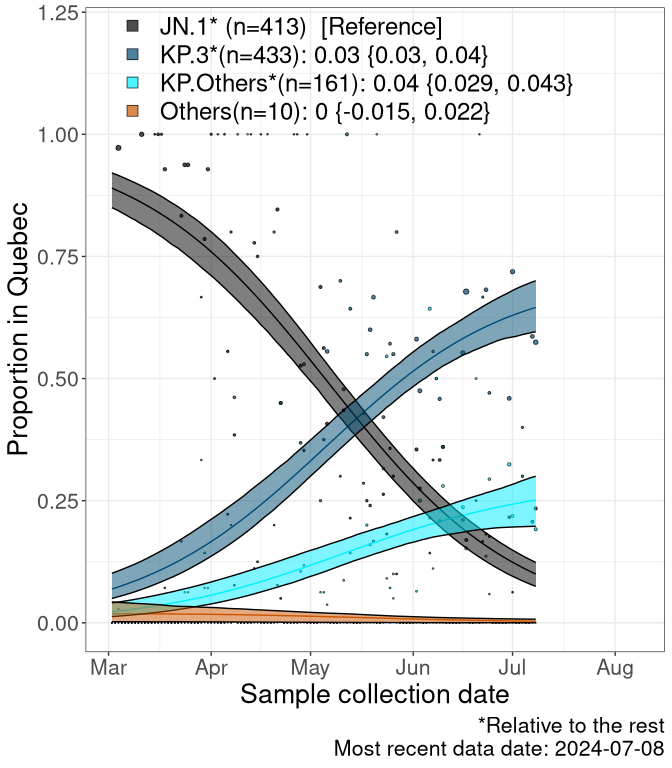 JN.1* (n=413)  [Reference]
KP.3*(n=433): 0.03 {0.03, 0.04}
KP.Others*(n=161): 0.04 {0.029, 0.043}
Others(n=10): 0 {-0.015, 0.022}
1.25
1.00
0.75
0.50
0.25
0.00
Proportion in Quebec
Mar Apr May Jun Jul Aug
Sample collection date
*Relative to the rest
Most recent data date: 2024-07-08